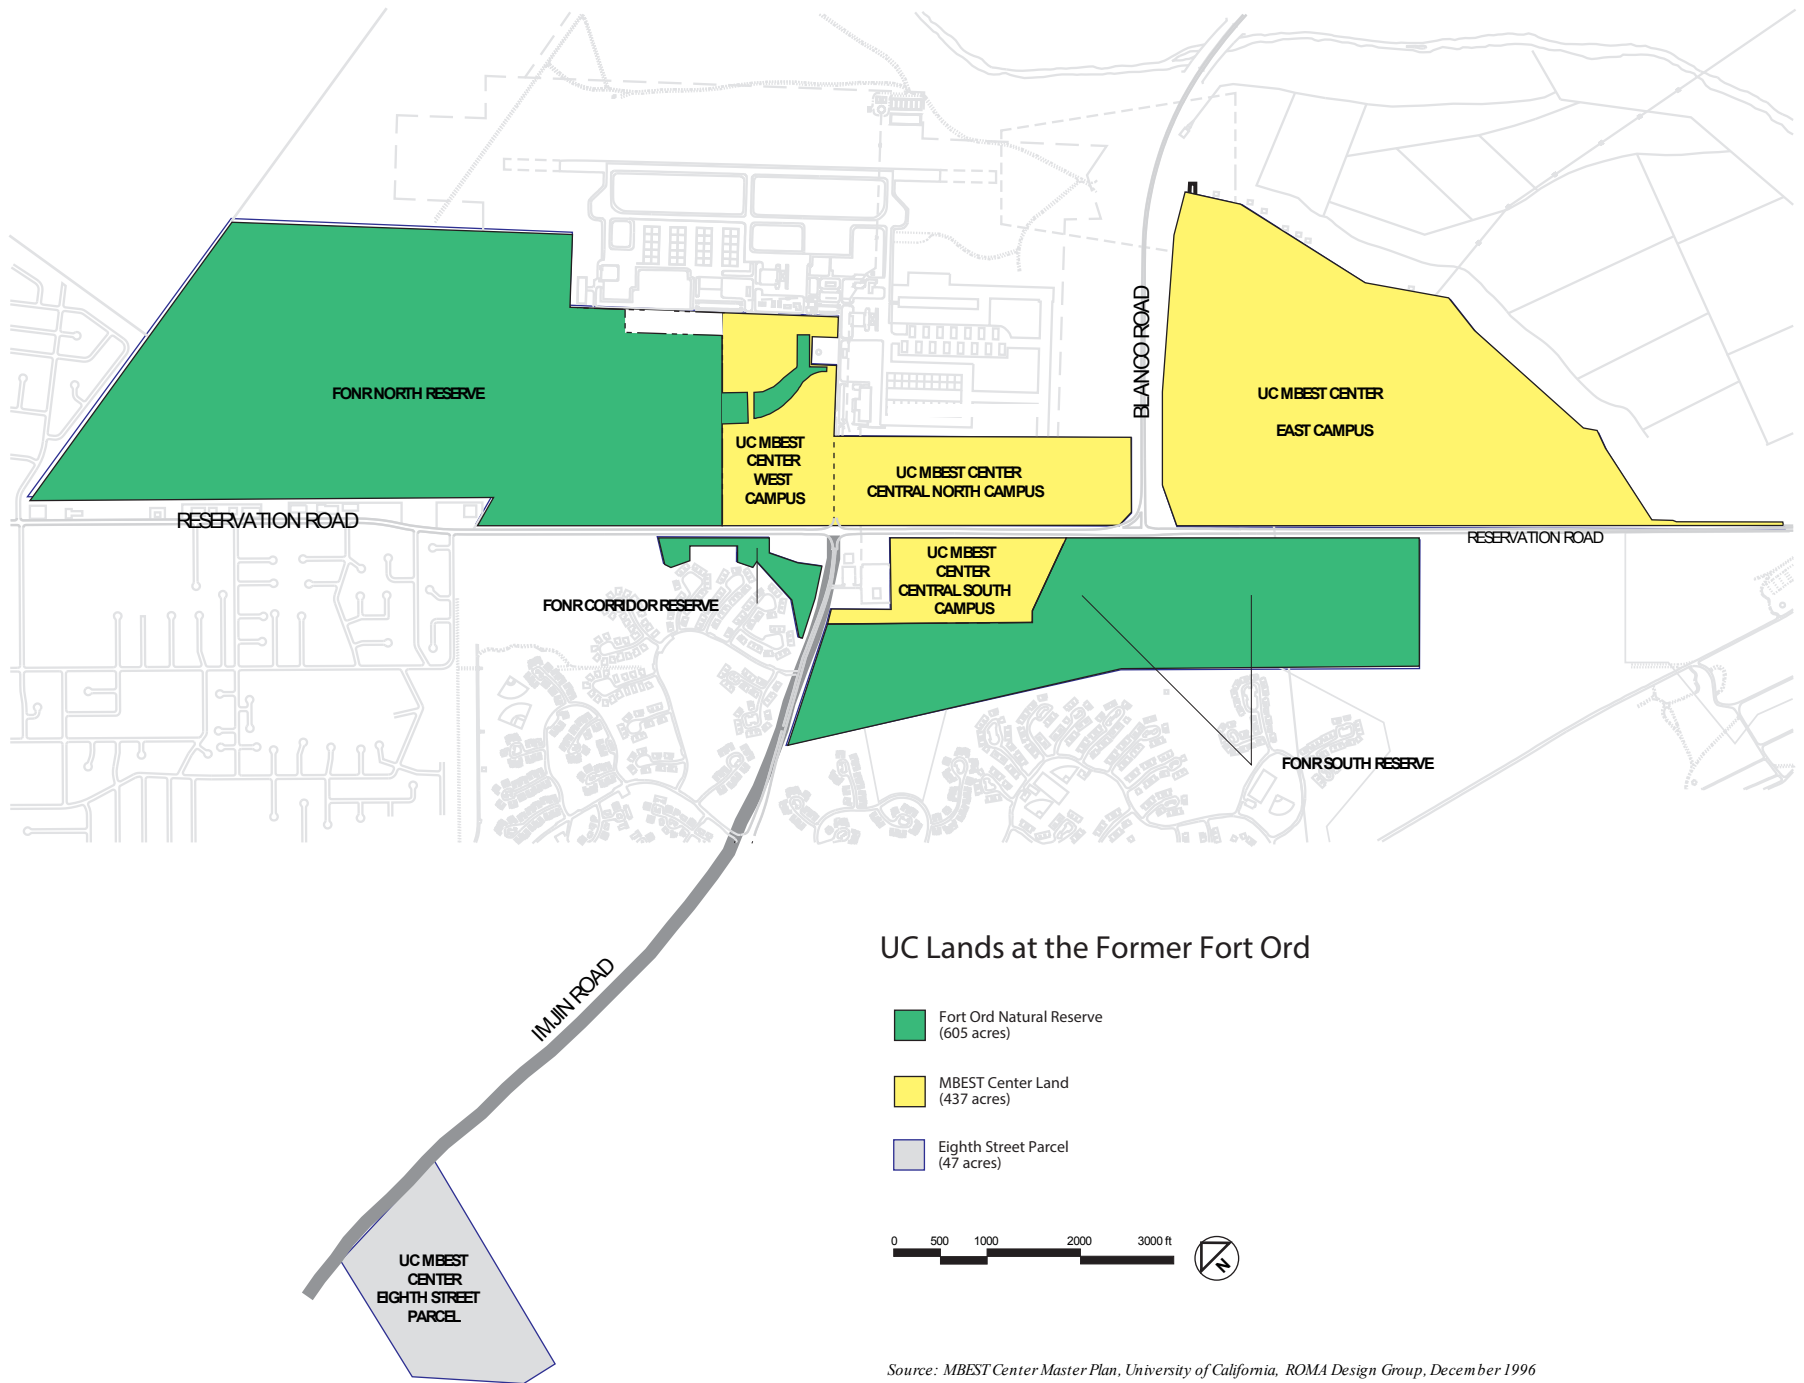 BLANCO ROAD
FONR NORTH RESERVE
UC MBEST CENTER
EAST CAMPUS
UC MBEST
CENTER
WEST
CAMPUS
UC MBEST CENTER
CENTRAL NORTH CAMPUS
RESERVATION ROAD
RESERVATION ROAD
UC MBEST
CENTER
CENTRAL SOUTH
CAMPUS
FONR CORRIDOR RESERVE
FONR SOUTH RESERVE
UC Lands at the Former Fort Ord
IMJIN ROAD
Fort Ord Natural Reserve
(605 acres)
MBEST Center Land
(437 acres)
Eighth Street Parcel
(47 acres)
0 500 1000 2000 3000 ft
N
UC MBEST
CENTER
EIGHTH STREET
PARCEL
Source: MBEST Center Master Plan, University of California, ROMA Design Group, December 1996